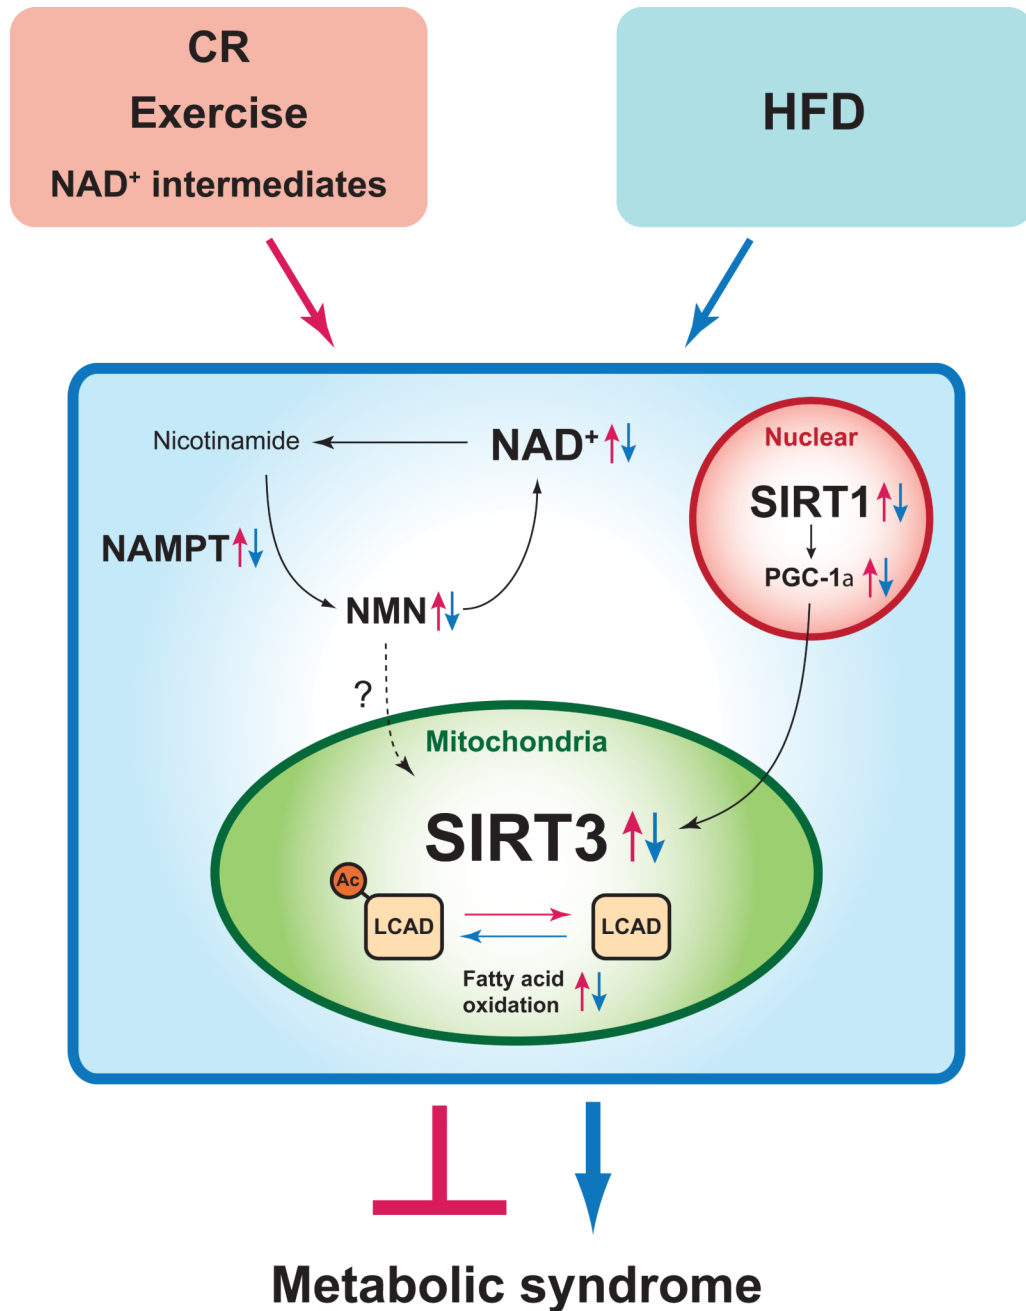 CR
Exercise
NAD⁺ intermediates
HFD
Nicotinamide
NAD⁺
NAMPT
NMN
?
Nuclear
SIRT1
PGC-1a
Mitochondria
SIRT3
Ac
LCAD
LCAD
Fatty acid
oxidation
Metabolic syndrome